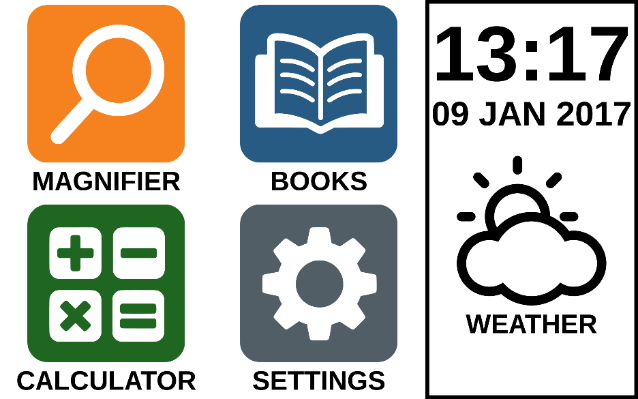 MAGNIFIER
BOOKS
CALCULATOR
SETTINGS
13:17
09 JAN 2017
WEATHER